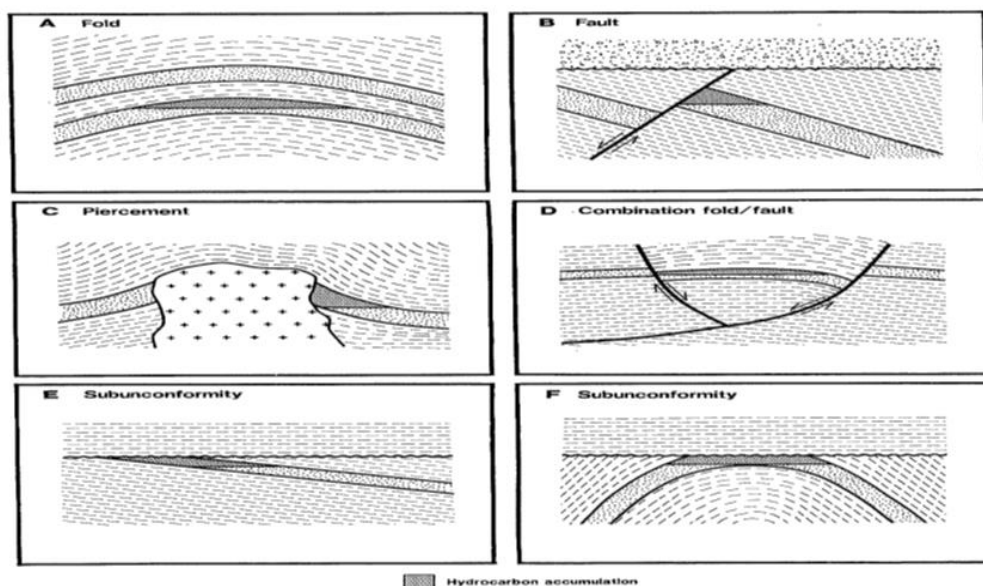 A Fold
B Fault
C Piercement
D Combination fold/fault
E Subunconformity
F Subunconformity
Hydrocarbon accumulation